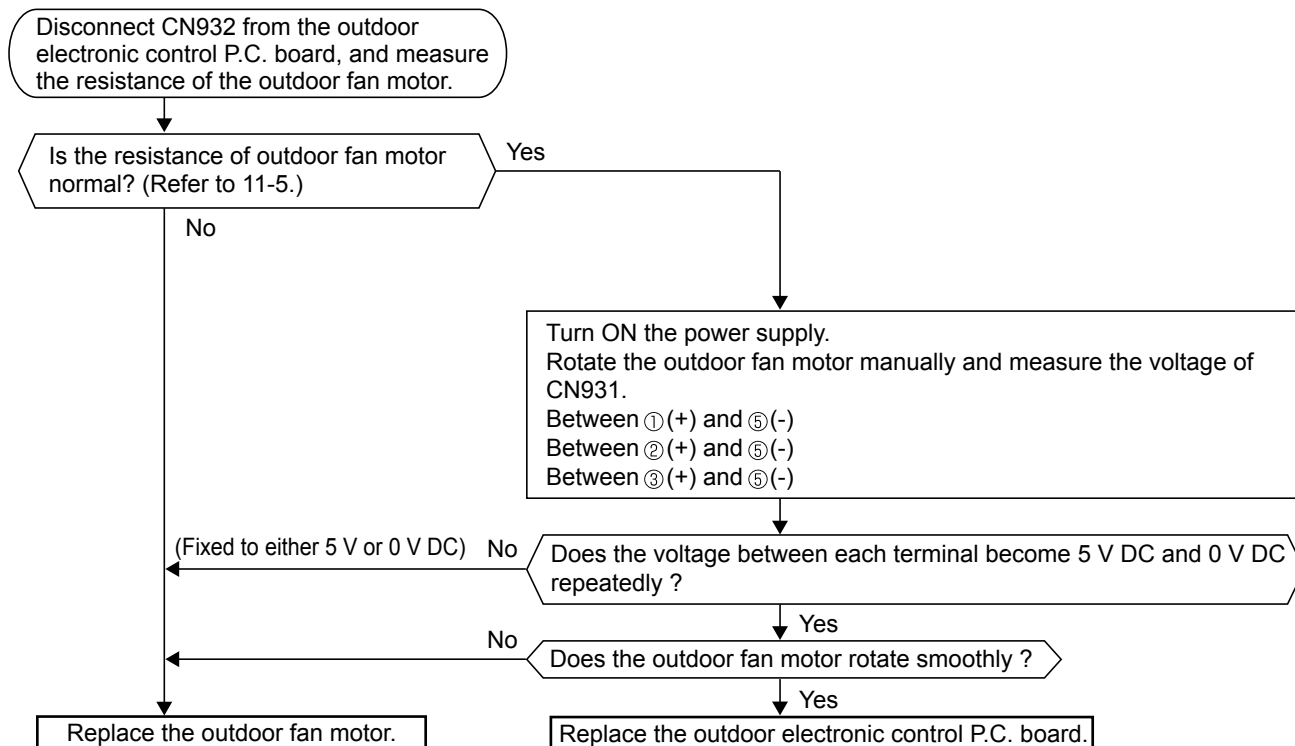 Disconnect CN932 from the outdoor
electronic control P.C. board, and measure
the resistance of the outdoor fan motor.
Is the resistance of outdoor fan motor
normal? (Refer to 11-5.)
Yes
No
Turn ON the power supply.
Rotate the outdoor fan motor manually and measure the voltage of
CN931.
Between ①(+) and ⑤(-)
Between ②(+) and ⑤(-)
Between ③(+) and ⑤(-)
(Fixed to either 5 V or 0 V DC)
No
Does the voltage between each terminal become 5 V DC and 0 V DC
repeatedly ?
Yes
No
Does the outdoor fan motor rotate smoothly ?
Yes
Replace the outdoor fan motor.
Replace the outdoor electronic control P.C. board.